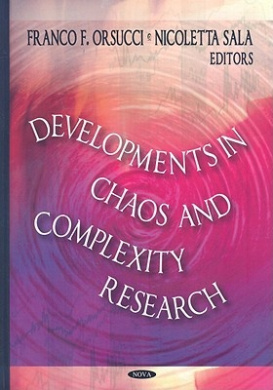 FRANCO F. ORSUCCI e NICOLETTA SALA
EDITORS
DEVELOPMENTS IN
CHAOS AND
COMPLEXITY
RESEARCH
NOVA